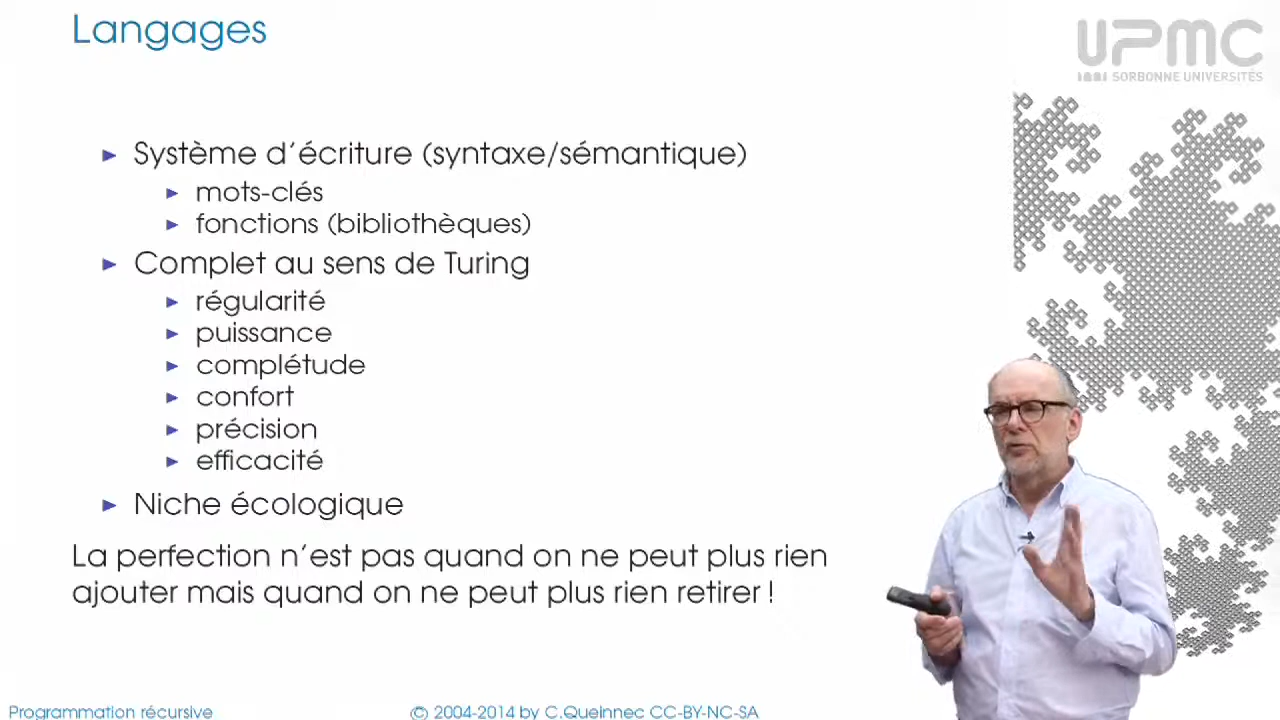 Langages
UPMC
SORBONNE UNIVERSITÉS
► Système d'écriture (syntaxe/sémantique)
► mots-clés
► fonctions (bibliothèques)
► Complet au sens de Turing
► régularité
► puissance
► complétude
► confort
► précision
► efficacité
► Niche écologique
La perfection n'est pas quand on ne peut plus rien
ajouter mais quand on ne peut plus rien retirer !
Programmation récursive
© 2004-2014 by C.Queinnec CC-BY-NC-SA